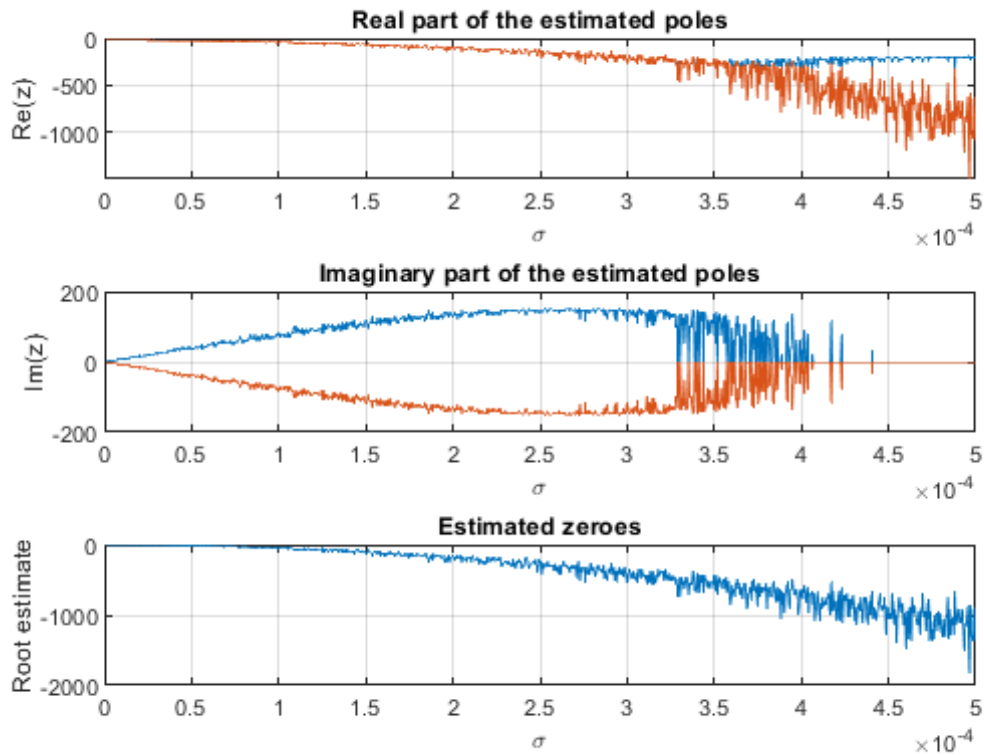 Real part of the estimated poles
Re(z)
0
-500
-1000
0 0.5 1 1.5 2 2.5 3 3.5 4 4.5 5
σ
×10⁻⁴
Imaginary part of the estimated poles
Im(z)
200
0
-200
0 0.5 1 1.5 2 2.5 3 3.5 4 4.5 5
σ
×10⁻⁴
Estimated zeroes
Root estimate
0
-1000
-2000
0 0.5 1 1.5 2 2.5 3 3.5 4 4.5 5
σ
×10⁻⁴